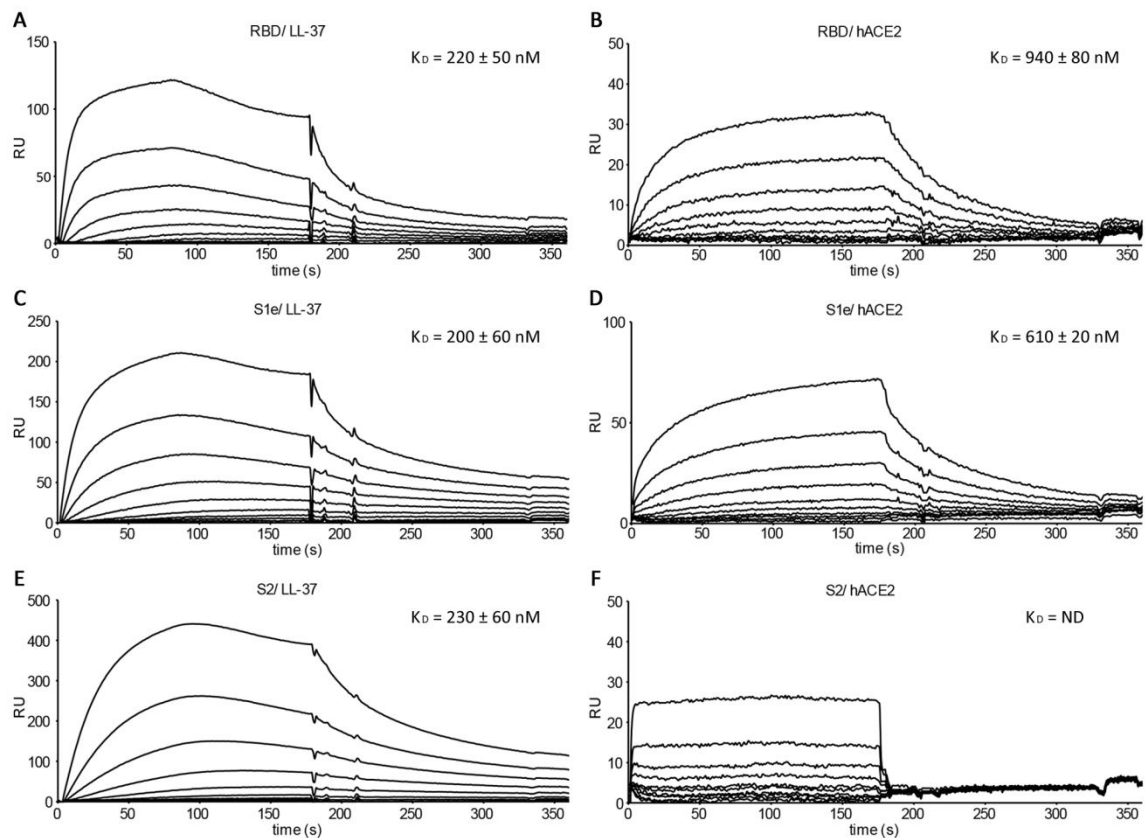 A
RBD/ LL-37
KD = 220 ± 50 nM
150
100
50
0
RU
0 50 100 150 200 250 300 350
time (s)
B
RBD/ hACE2
KD = 940 ± 80 nM
50
40
30
20
10
0
RU
0 50 100 150 200 250 300 350
time (s)
C
S1e/ LL-37
KD = 200 ± 60 nM
250
200
150
100
50
0
RU
0 50 100 150 200 250 300 350
time (s)
D
S1e/ hACE2
KD = 610 ± 20 nM
100
50
0
RU
0 50 100 150 200 250 300 350
time (s)
E
S2/ LL-37
KD = 230 ± 60 nM
500
400
300
200
100
0
RU
0 50 100 150 200 250 300 350
time (s)
F
S2/ hACE2
KD = ND
50
40
30
20
10
0
RU
0 50 100 150 200 250 300 350
time (s)